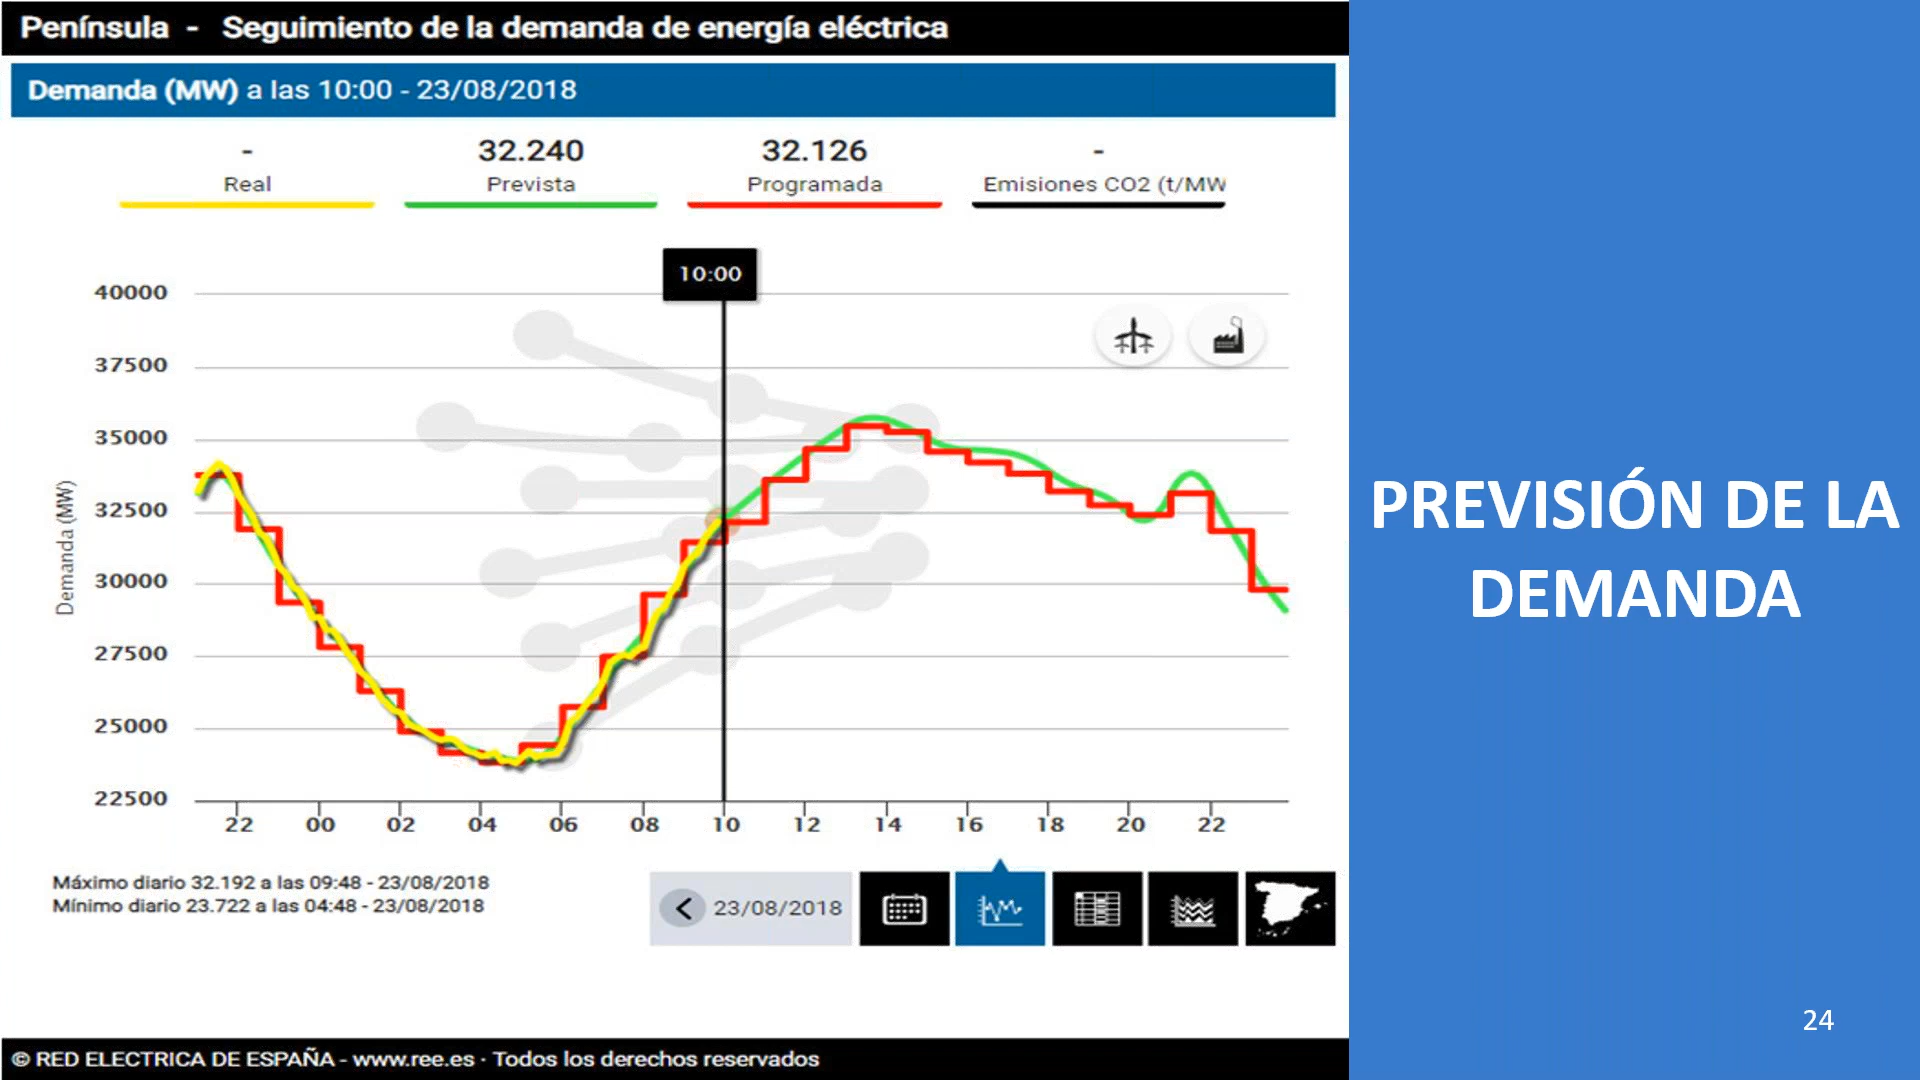 Península - Seguimiento de la demanda de energía eléctrica
Demanda (MW) a las 10:00 - 23/08/2018
- 32.240 32.126 -
Real Prevista Programada Emisiones CO2 (t/MW
10:00
40000
37500
35000
32500
30000
27500
25000
22500
Demanda (MW)
22 00 02 04 06 08 10 12 14 16 18 20 22
Máximo diario 32.192 a las 09:48 - 23/08/2018
Mínimo diario 23.722 a las 04:48 - 23/08/2018
23/08/2018
© RED ELECTRICA DE ESPAÑA - www.ree.es · Todos los derechos reservados
PREVISIÓN DE LA
DEMANDA
24